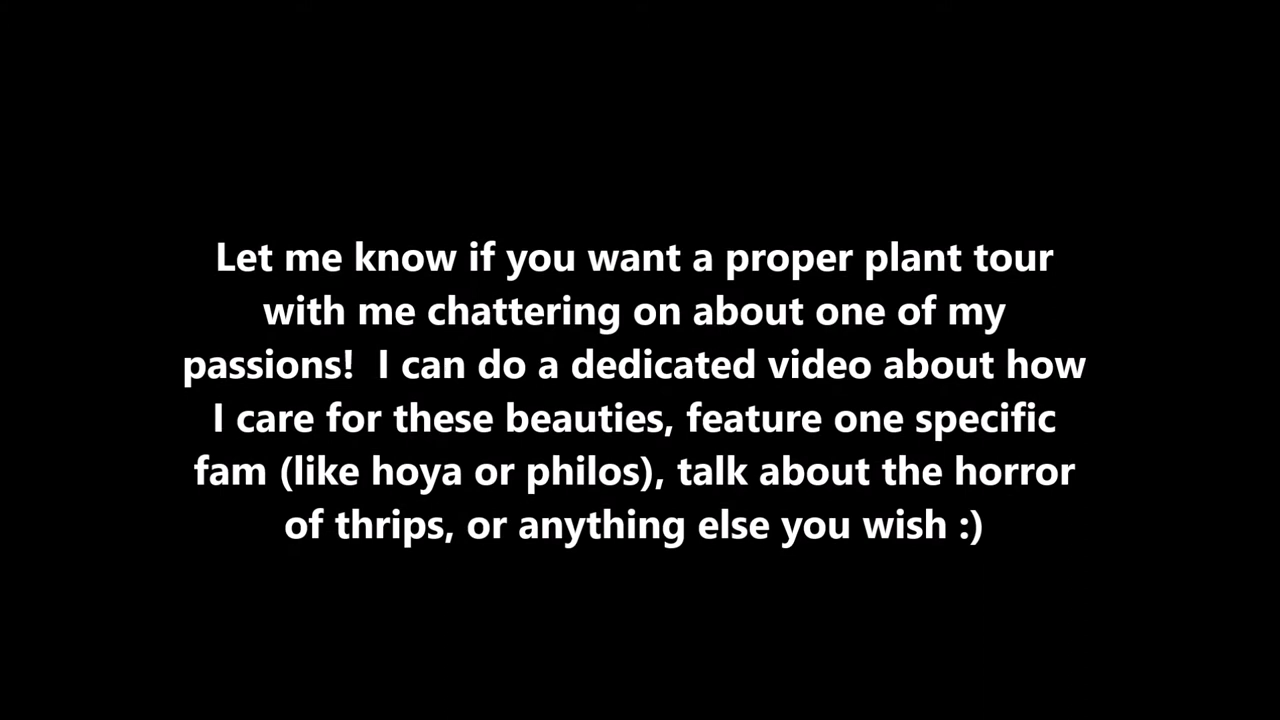 Let me know if you want a proper plant tour
with me chattering on about one of my
passions!  I can do a dedicated video about how
I care for these beauties, feature one specific
fam (like hoya or philos), talk about the horror
of thrips, or anything else you wish :)